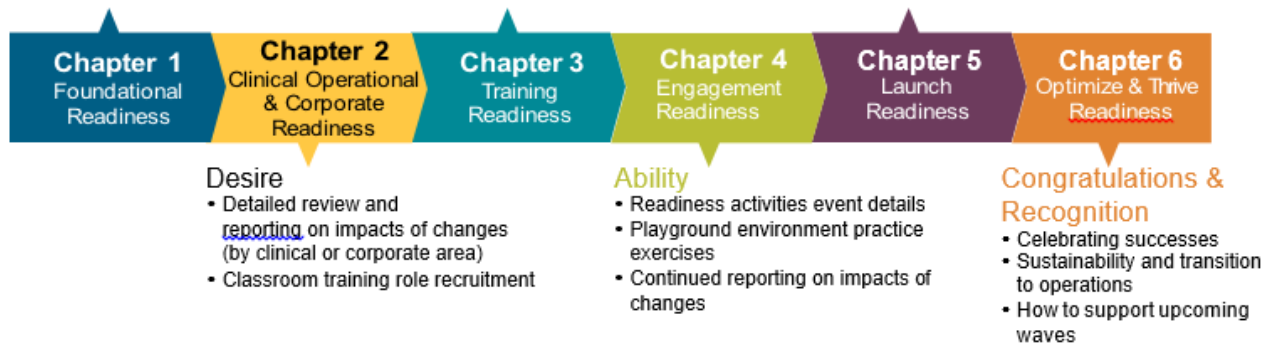 Chapter 1
Foundational
Readiness
Chapter 2
Clinical Operational
& Corporate
Readiness
Chapter 3
Training
Readiness
Chapter 4
Engagement
Readiness
Chapter 5
Launch
Readiness
Chapter 6
Optimize & Thrive
Readiness
Desire
• Detailed review and
reporting on impacts of changes
(by clinical or corporate area)
• Classroom training role recruitment
Ability
• Readiness activities event details
• Playground environment practice
exercises
• Continued reporting on impacts of
changes
Congratulations &
Recognition
• Celebrating successes
• Sustainability and transition
to operations
• How to support upcoming
waves